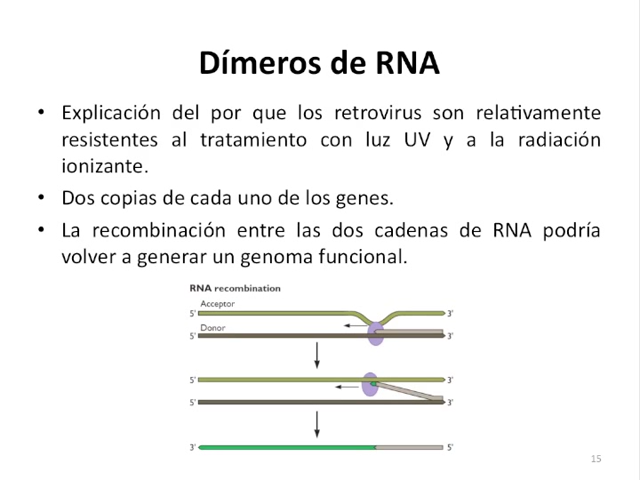 Dímeros de RNA
• Explicación del por que los retrovirus son relativamente
resistentes al tratamiento con luz UV y a la radiación
ionizante.
• Dos copias de cada uno de los genes.
• La recombinación entre las dos cadenas de RNA podría
volver a generar un genoma funcional.
RNA recombination
Acceptor
5' 3'
Donor
5' 3'
5' 3'
5' 3'
3' 5'
15